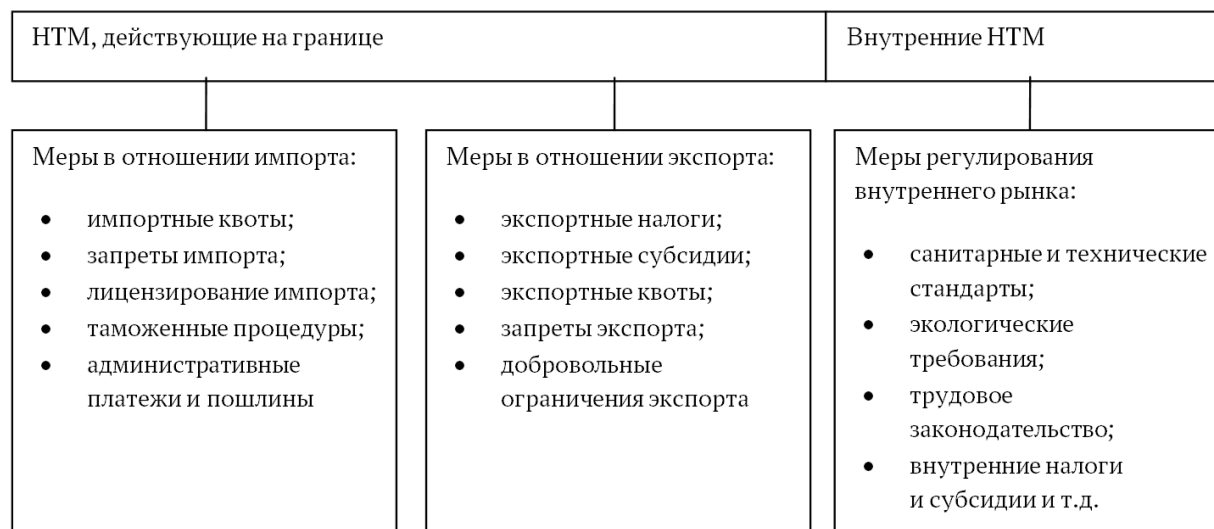 НТМ, действующие на границе
Внутренние НТМ
Меры в отношении импорта:
• импортные квоты;
• запреты импорта;
• лицензирование импорта;
• таможенные процедуры;
• административные
платежи и пошлины
Меры в отношении экспорта:
• экспортные налоги;
• экспортные субсидии;
• экспортные квоты;
• запреты экспорта;
• добровольные
ограничения экспорта
Меры регулирования
внутреннего рынка:
• санитарные и технические
стандарты;
• экологические
требования;
• трудовое
законодательство;
• внутренние налоги
и субсидии и т.д.